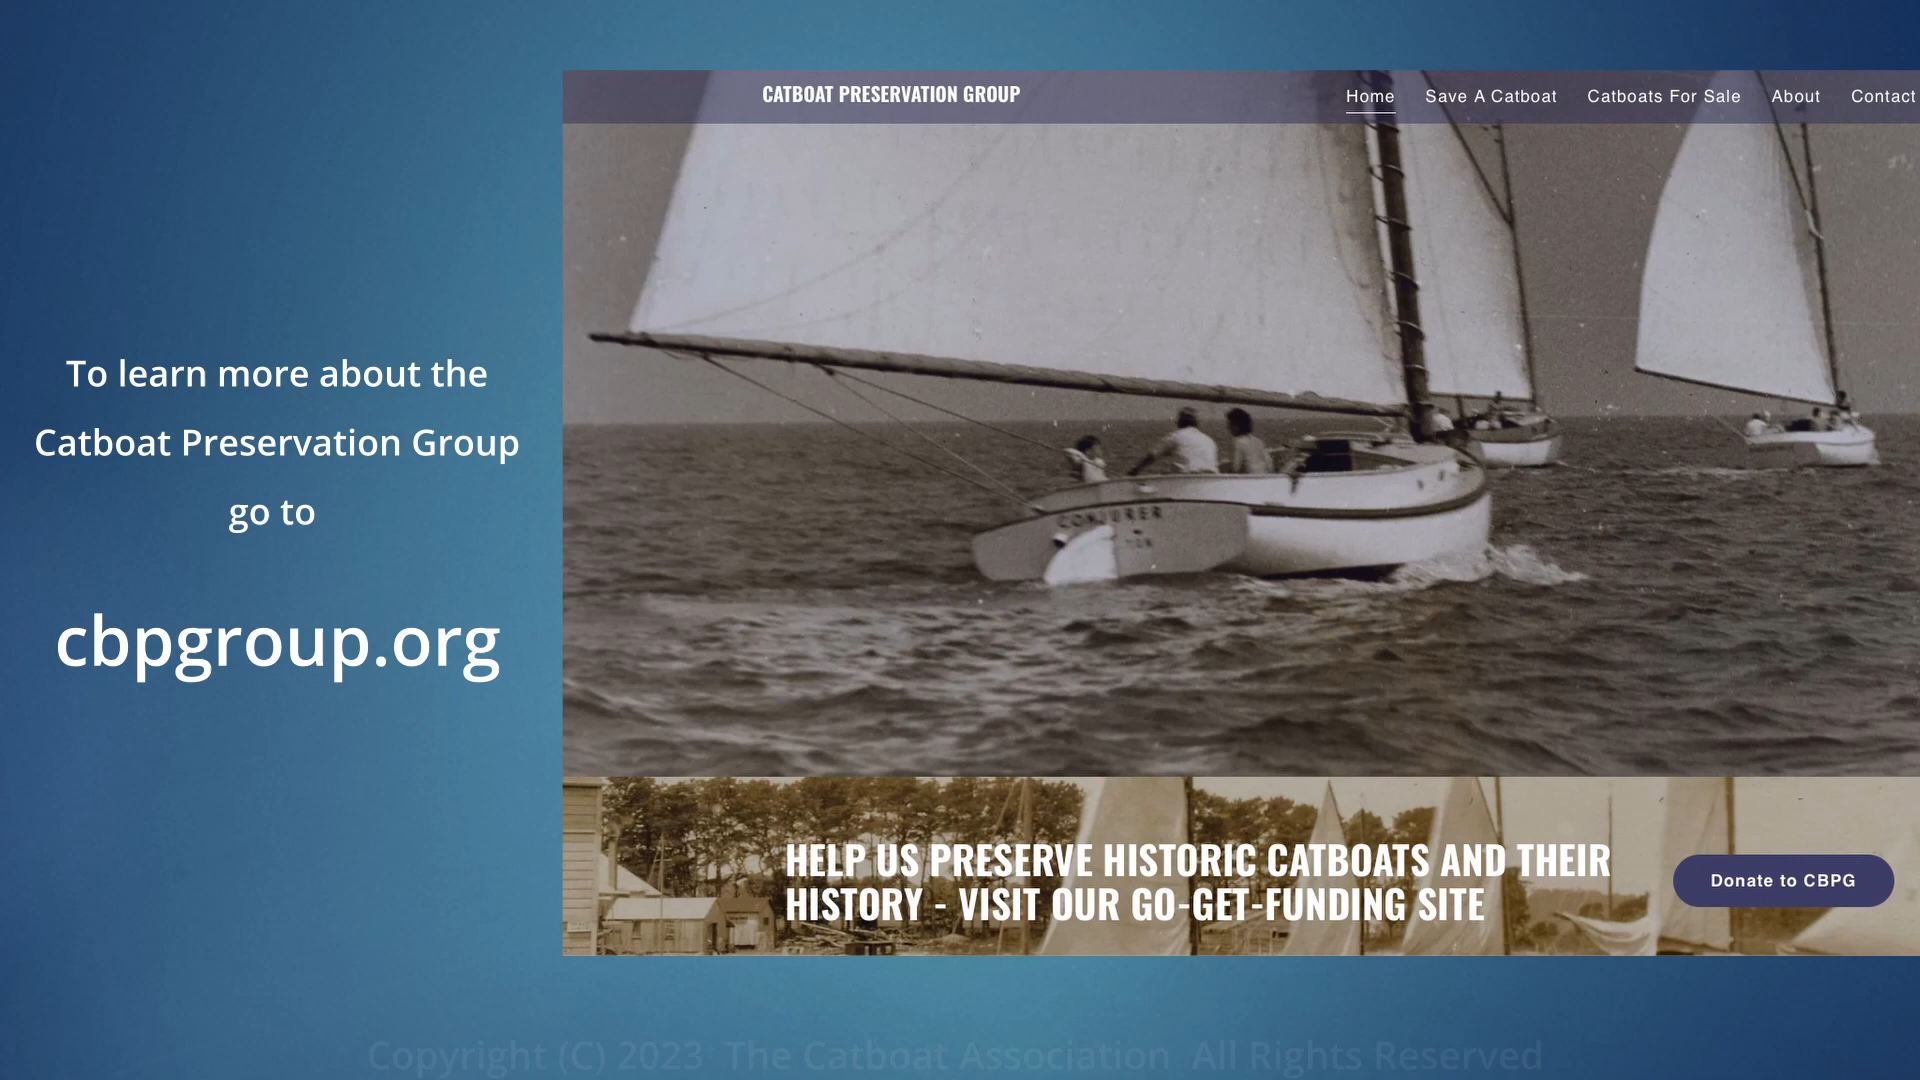 CATBOAT PRESERVATION GROUP
Home Save A Catboat Catboats For Sale About Contact
To learn more about the
Catboat Preservation Group
go to
cbpgroup.org
CONJURER
HELP US PRESERVE HISTORIC CATBOATS AND THEIR
HISTORY - VISIT OUR GO-GET-FUNDING SITE
Donate to CBPG
Copyright (C) 2023 The Catboat Association All Rights Reserved